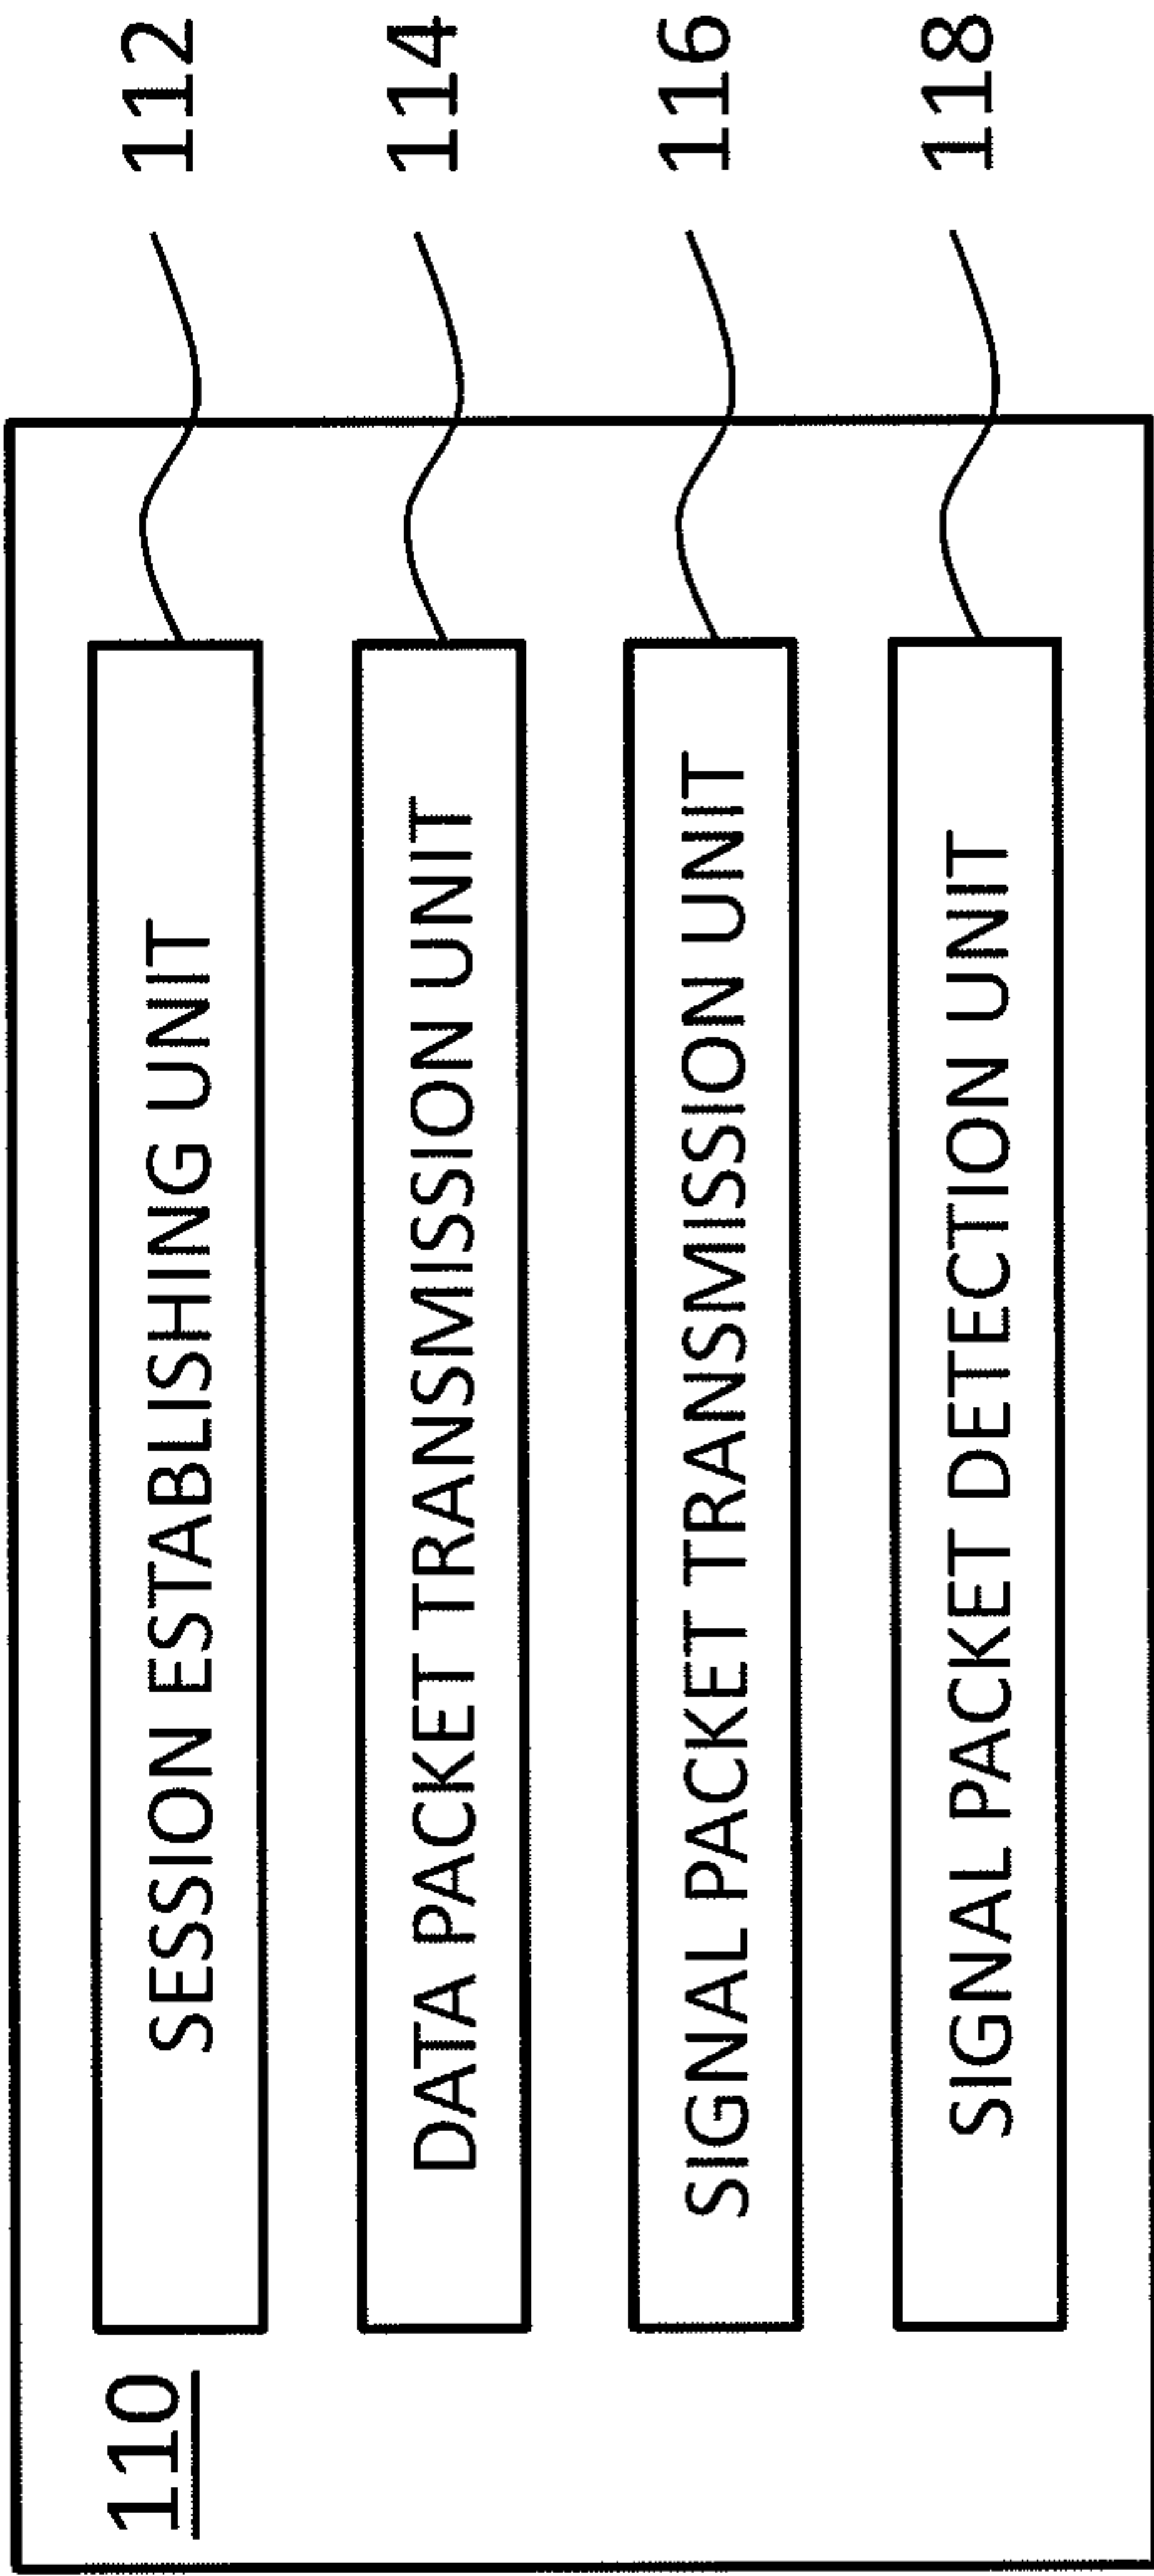 110
SESSION ESTABLISHING UNIT
112
DATA PACKET TRANSMISSION UNIT
114
SIGNAL PACKET TRANSMISSION UNIT
116
SIGNAL PACKET DETECTION UNIT
118